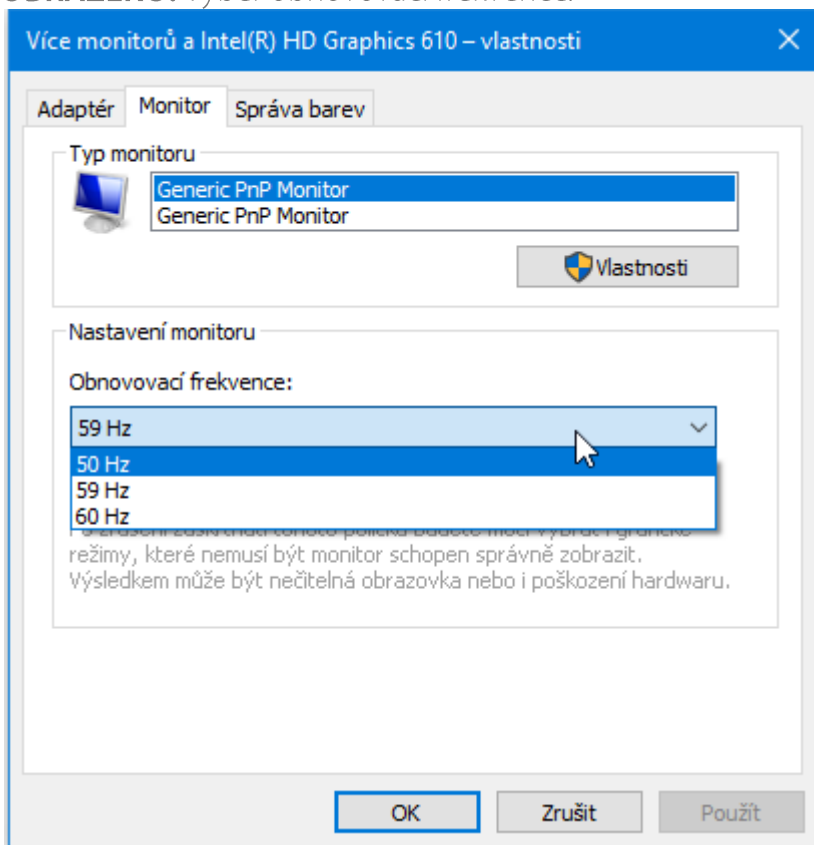 Více monitorů a Intel(R) HD Graphics 610 – vlastnosti
Adaptér Monitor Správa barev
Typ monitoru
Generic PnP Monitor
Generic PnP Monitor
Vlastnosti
Nastavení monitoru
Obnovovací frekvence:
59 Hz
50 Hz
59 Hz
60 Hz
režimy, které nemusí být monitor schopen správně zobrazit.
Výsledkem může být nečitelná obrazovka nebo i poškození hardwaru.
OK Zrušit Použít